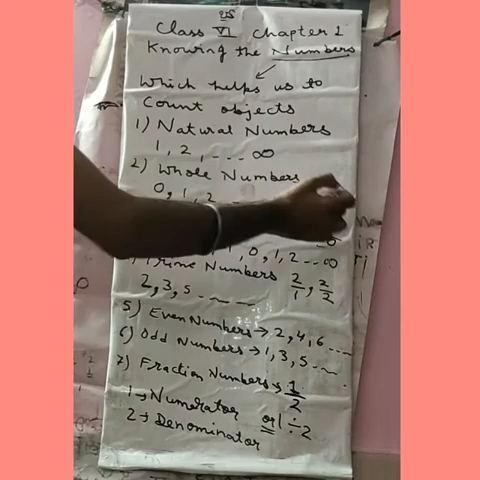 Class VI Chapter 1
Knowing the Numbers
Which helps us to
Count objects
1) Natural Numbers
1, 2, --- ∞
2) Whole Numbers
0, 1, 2
1, 0, 1, 2 -- ∞
Prime Numbers 2/1, 2/2
2, 3, 5 - - -
5) Even Numbers → 2, 4, 6 ---
6) Odd Numbers → 1, 3, 5 --
7) Fraction Numbers → 1/2
1 → Numerator or 1 ÷ 2
2 → Denominator